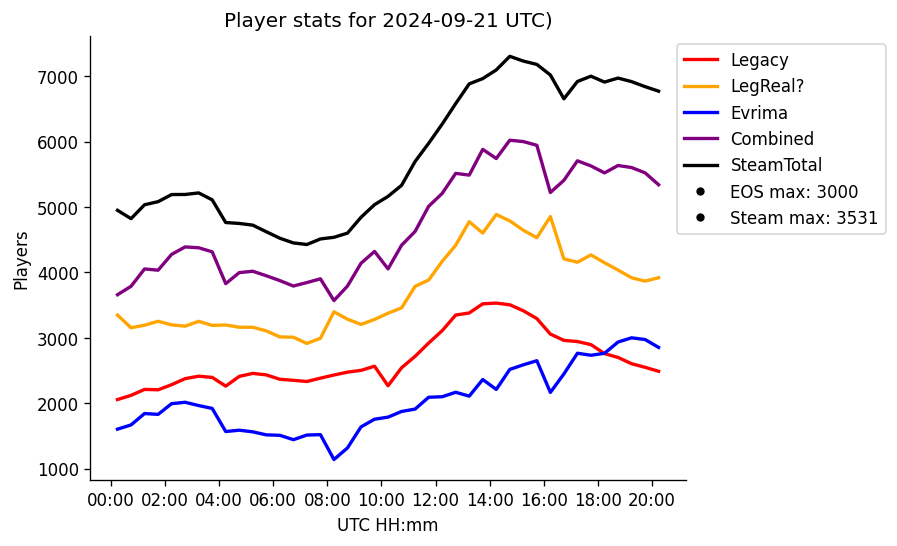 Player stats for 2024-09-21 UTC)
Players
7000
6000
5000
4000
3000
2000
1000
00:00 02:00 04:00 06:00 08:00 10:00 12:00 14:00 16:00 18:00 20:00
UTC HH:mm
Legacy
LegReal?
Evrima
Combined
SteamTotal
EOS max: 3000
Steam max: 3531